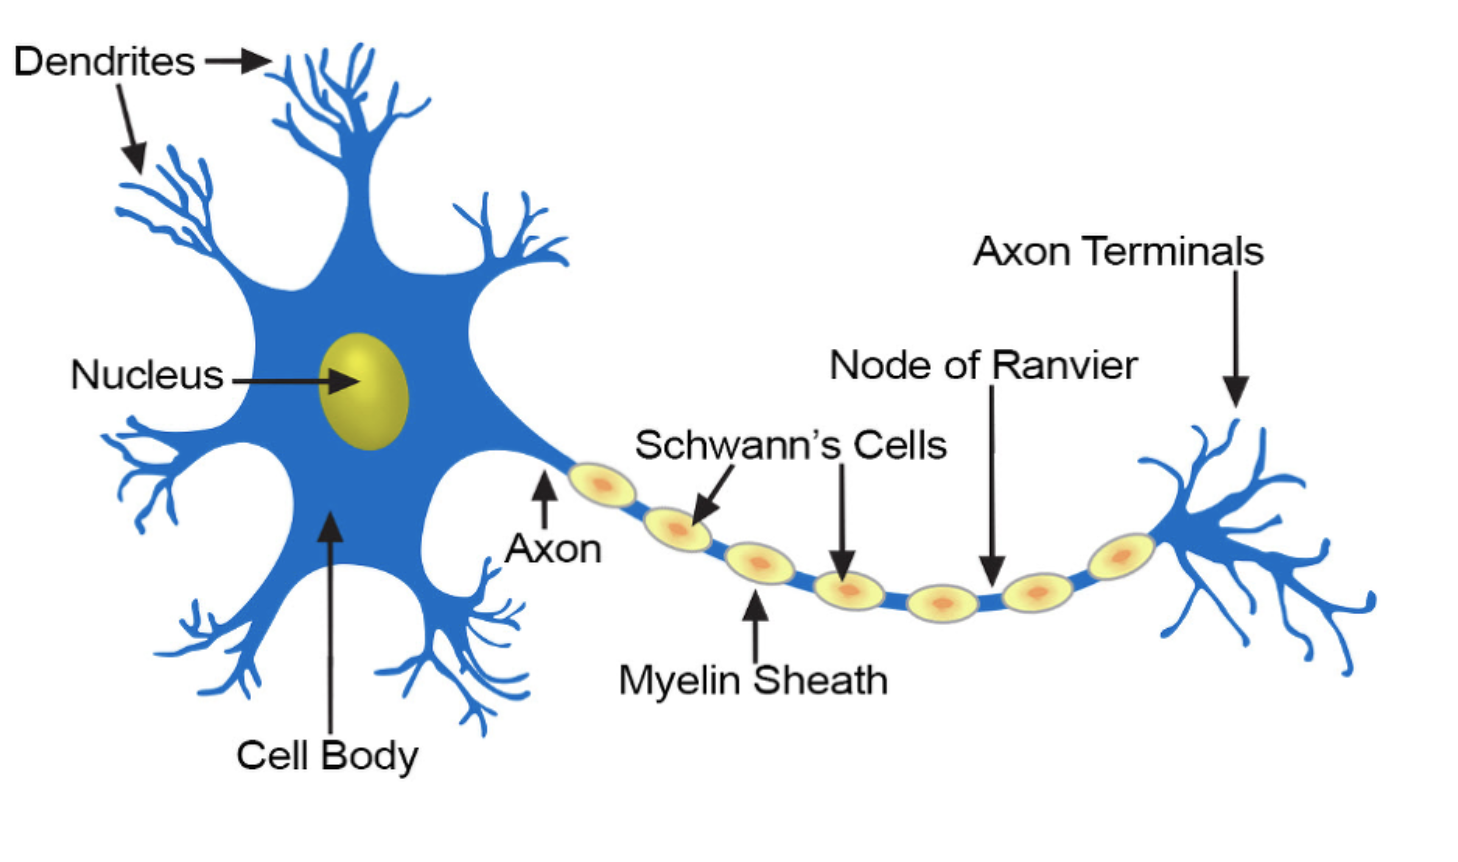 Dendrites
Axon Terminals
Node of Ranvier
Nucleus
Schwann’s Cells
Axon
Myelin Sheath
Cell Body